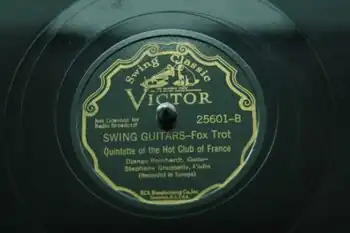 Swing Classic
VICTOR
Not Licensed for
Radio Broadcast
25601-B
SWING GUITARS-Fox Trot
Quintette of the Hot Club of France
Django Reinhardt, Guitar-
Stephane Grappelly, Violin
(Recorded in Europe)
RCA Manufacturing Co., Inc.
Camden, N.J., U.S.A.